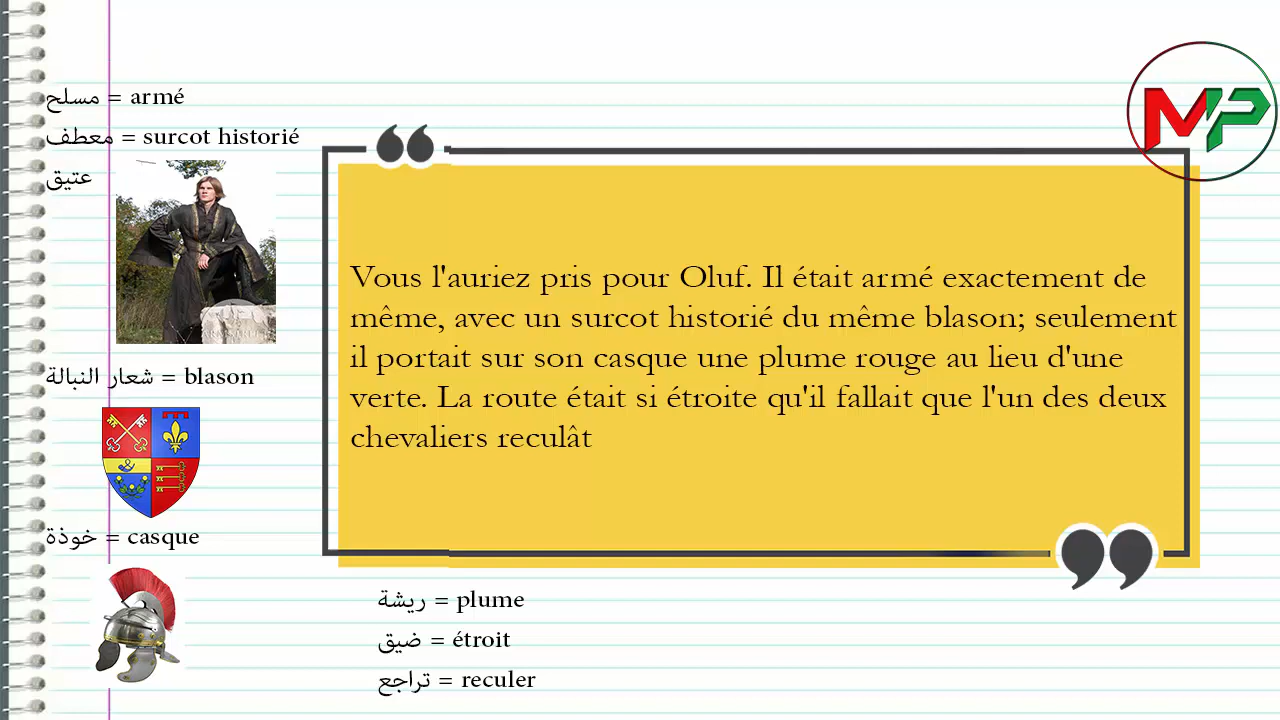 مسلح = armé
معطف = surcot historié
عتيق
شعار النبالة = blason
خوذة = casque
MP
Vous l'auriez pris pour Oluf. Il était armé exactement de
même, avec un surcot historié du même blason; seulement
il portait sur son casque une plume rouge au lieu d'une
verte. La route était si étroite qu'il fallait que l'un des deux
chevaliers reculât
ريشة = plume
ضيق = étroit
تراجع = reculer